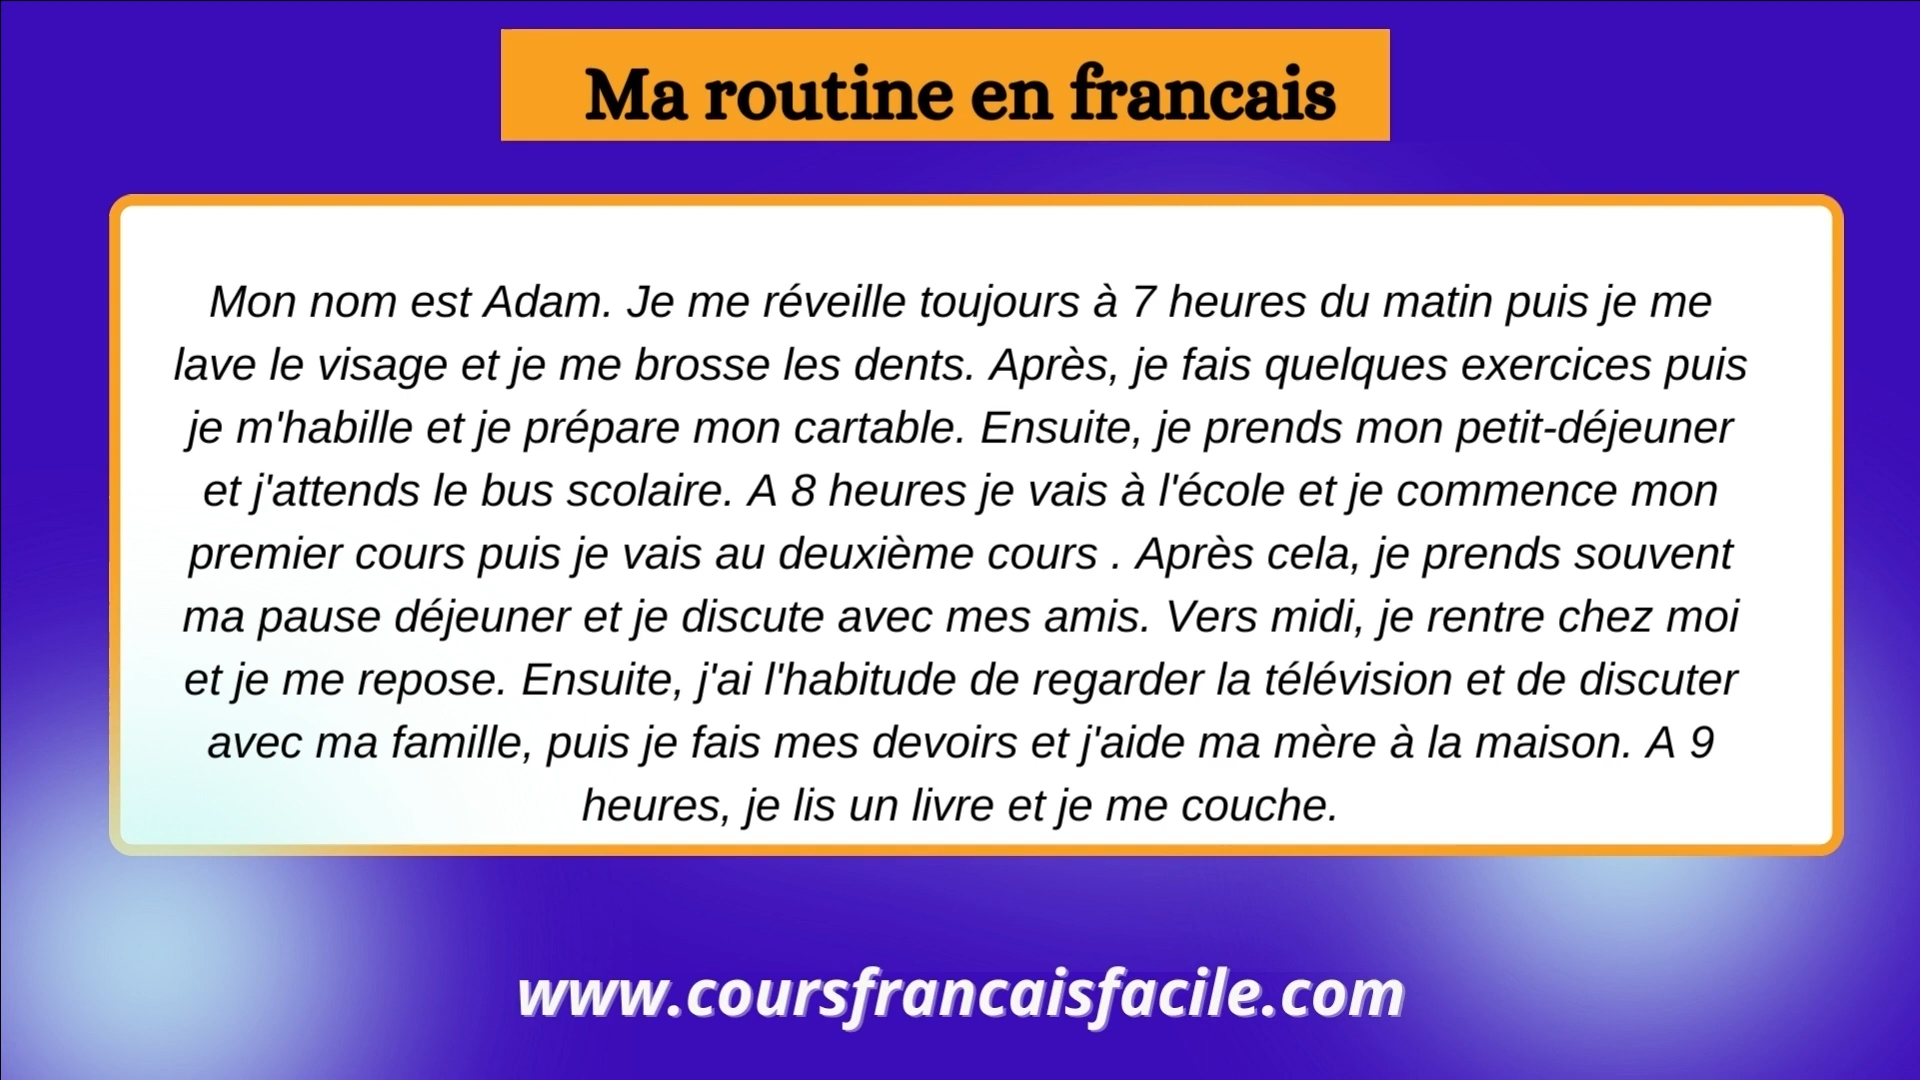 Ma routine en francais
Mon nom est Adam. Je me réveille toujours à 7 heures du matin puis je me
lave le visage et je me brosse les dents. Après, je fais quelques exercices puis
je m'habille et je prépare mon cartable. Ensuite, je prends mon petit-déjeuner
et j'attends le bus scolaire. A 8 heures je vais à l'école et je commence mon
premier cours puis je vais au deuxième cours . Après cela, je prends souvent
ma pause déjeuner et je discute avec mes amis. Vers midi, je rentre chez moi
et je me repose. Ensuite, j'ai l'habitude de regarder la télévision et de discuter
avec ma famille, puis je fais mes devoirs et j'aide ma mère à la maison. A 9
heures, je lis un livre et je me couche.
www.coursfrancaisfacile.com